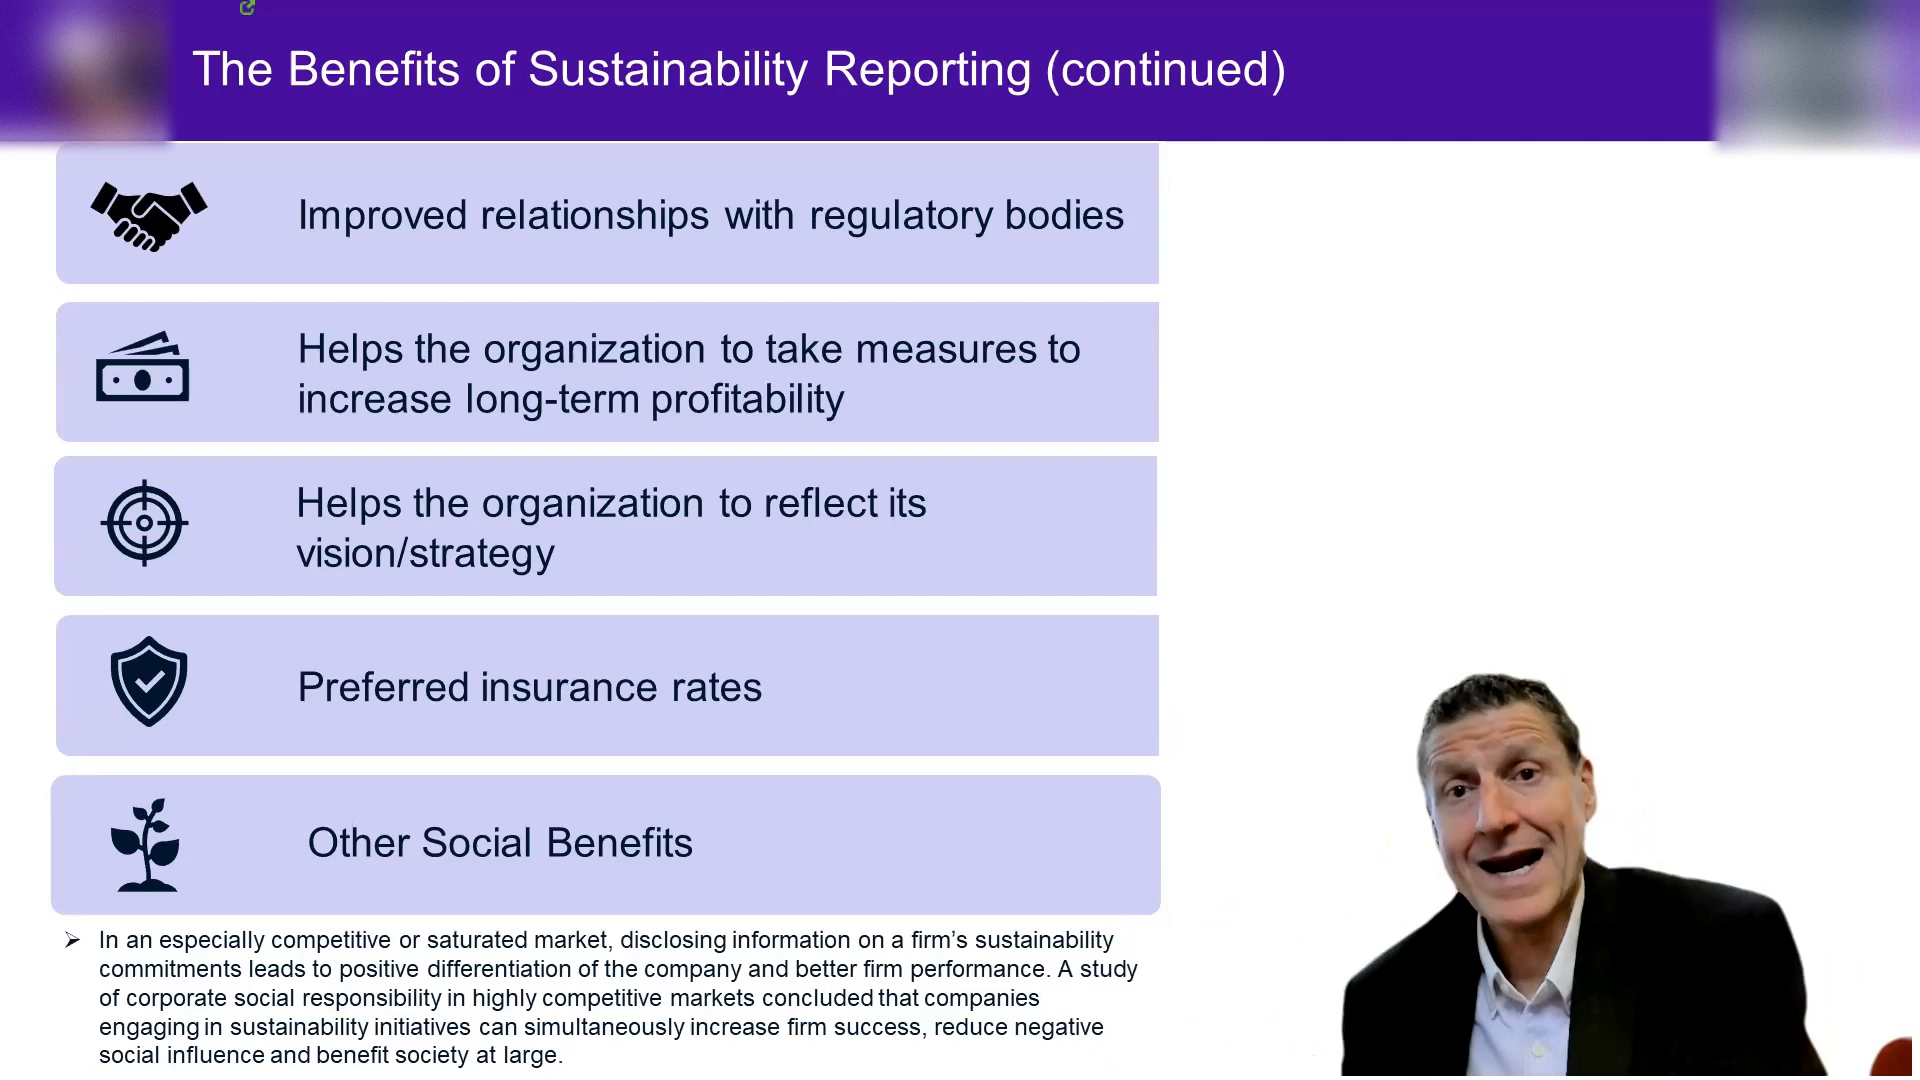 The Benefits of Sustainability Reporting (continued)
Improved relationships with regulatory bodies
Helps the organization to take measures to
increase long-term profitability
Helps the organization to reflect its
vision/strategy
Preferred insurance rates
Other Social Benefits
➢ In an especially competitive or saturated market, disclosing information on a firm’s sustainability
commitments leads to positive differentiation of the company and better firm performance. A study
of corporate social responsibility in highly competitive markets concluded that companies
engaging in sustainability initiatives can simultaneously increase firm success, reduce negative
social influence and benefit society at large.